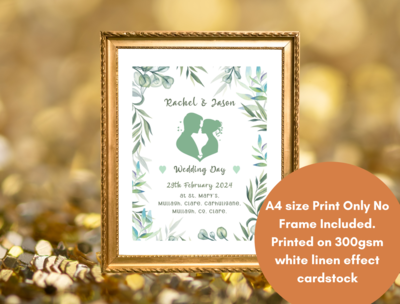 Rachel & Jason
Wedding Day
29th February 2024
at St. Mary's,
Mullagh, Clare, Carhuligane,
Mullagh, Co. Clare.
A4 size Print Only No
Frame Included.
Printed on 300gsm
white linen effect
cardstock